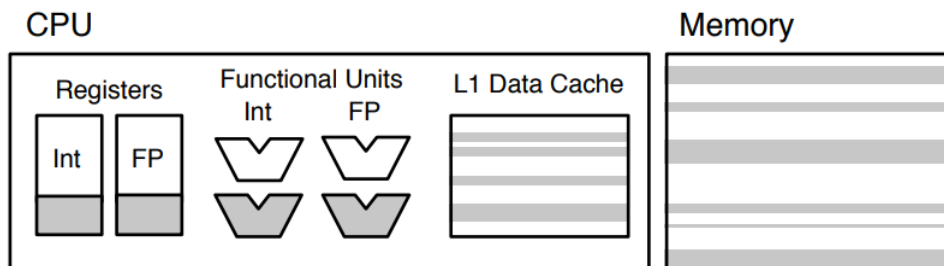 CPU
Memory
Registers
Functional Units
L1 Data Cache
Int
FP
Int
FP